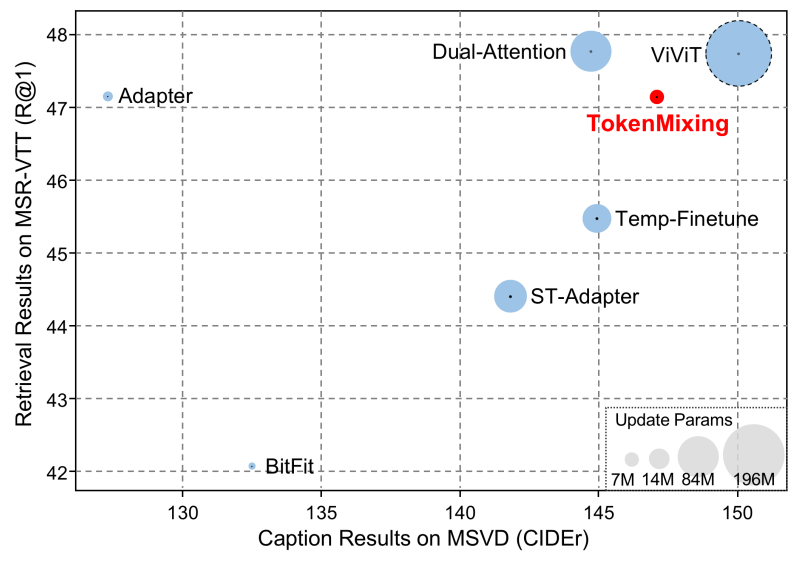 Retrieval Results on MSR-VTT (R@1)
48
47
46
45
44
43
42
Dual-Attention
ViViT
Adapter
TokenMixing
Temp-Finetune
ST-Adapter
BitFit
Update Params
7M 14M 84M 196M
130 135 140 145 150
Caption Results on MSVD (CIDEr)